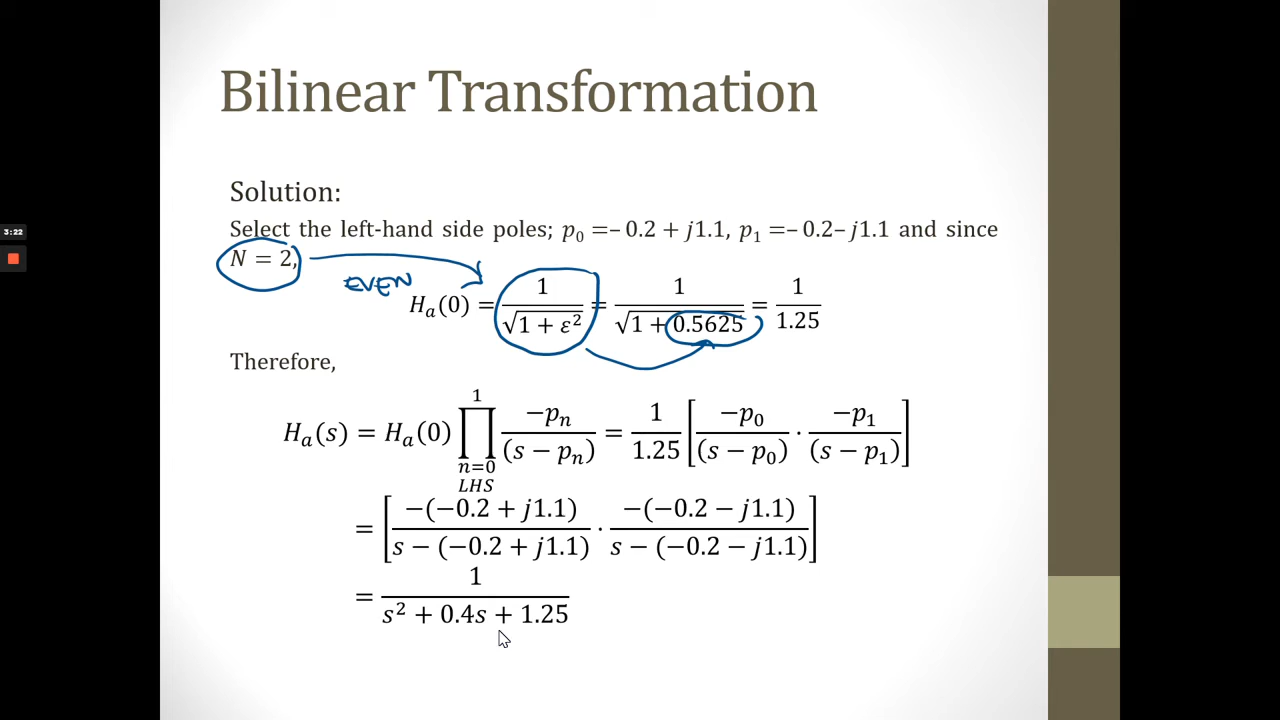 Bilinear Transformation
3:22
Solution:
Select the left-hand side poles; p₀ =– 0.2 + j1.1, p₁ =– 0.2– j1.1 and since
N = 2,
EVEN
Hₐ(0) = 1/√(1 + ε²) = 1/√(1 + 0.5625) = 1/1.25
Therefore,
Hₐ(s) = Hₐ(0) ∏_{n=0 LHS}^{1} −pₙ/(s − pₙ) = 1/1.25 [−p₀/(s − p₀) · −p₁/(s − p₁)]
= [−(−0.2 + j1.1)/s − (−0.2 + j1.1) · −(−0.2 − j1.1)/s − (−0.2 − j1.1)]
= 1/s² + 0.4s + 1.25